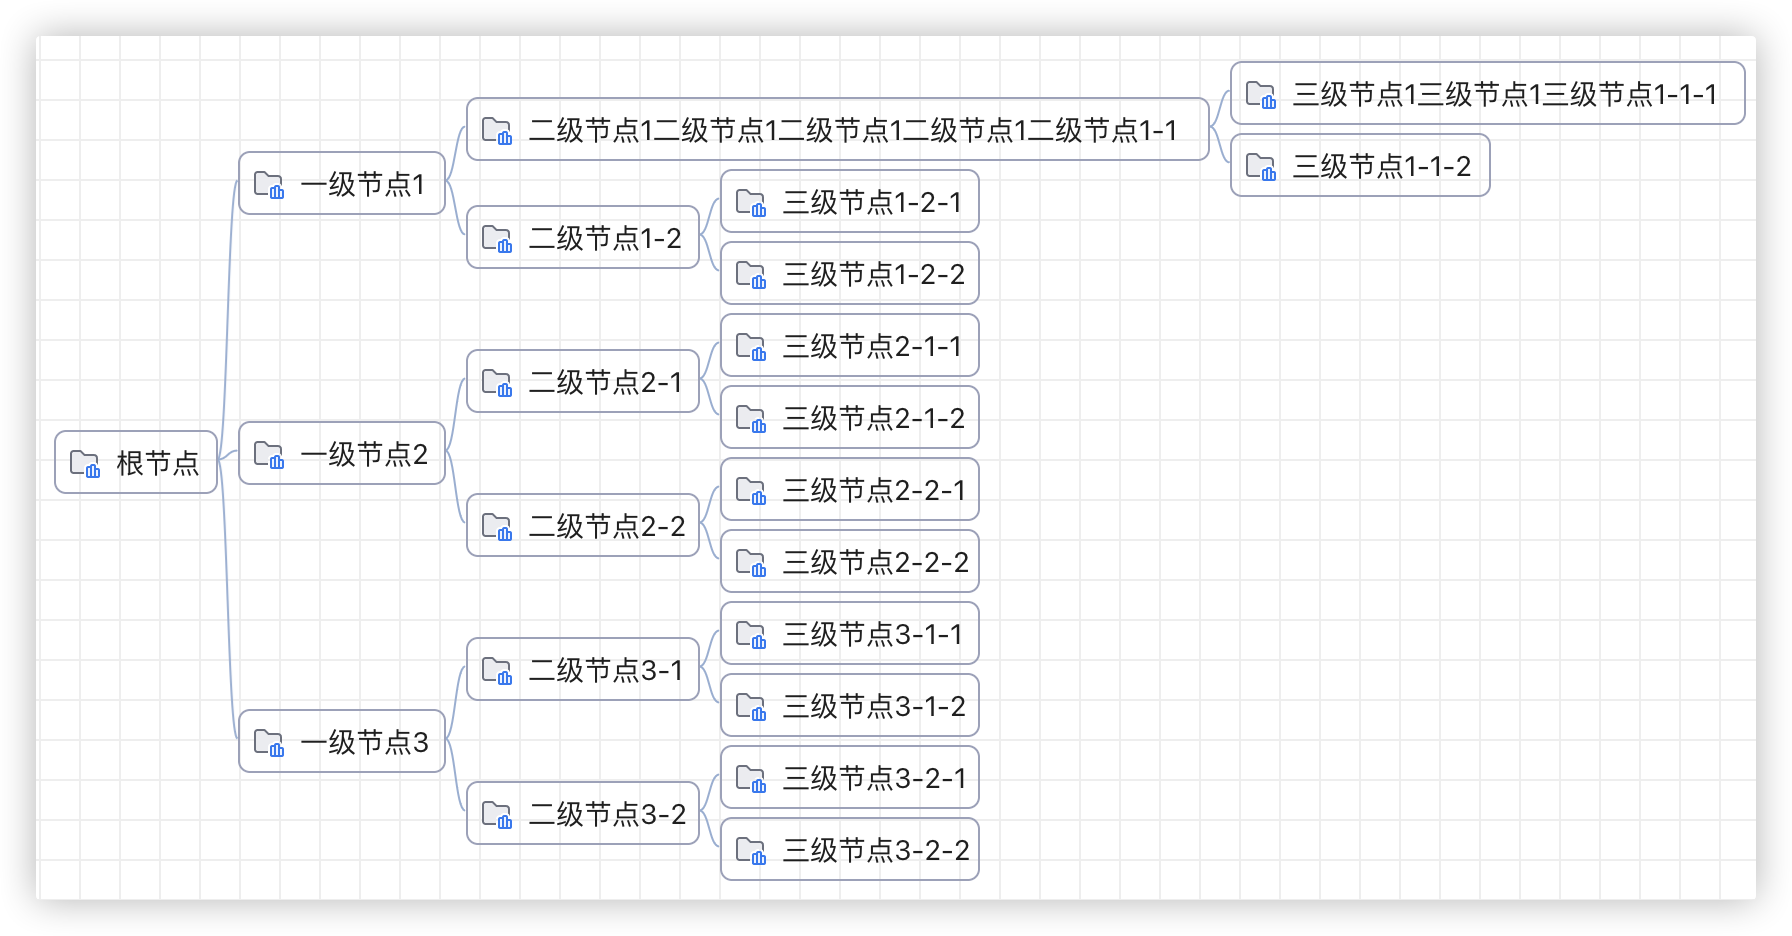 根节点
一级节点1
二级节点1二级节点1二级节点1二级节点1二级节点1-1
三级节点1三级节点1三级节点1-1-1
三级节点1-1-2
二级节点1-2
三级节点1-2-1
三级节点1-2-2
一级节点2
二级节点2-1
三级节点2-1-1
三级节点2-1-2
二级节点2-2
三级节点2-2-1
三级节点2-2-2
一级节点3
二级节点3-1
三级节点3-1-1
三级节点3-1-2
二级节点3-2
三级节点3-2-1
三级节点3-2-2